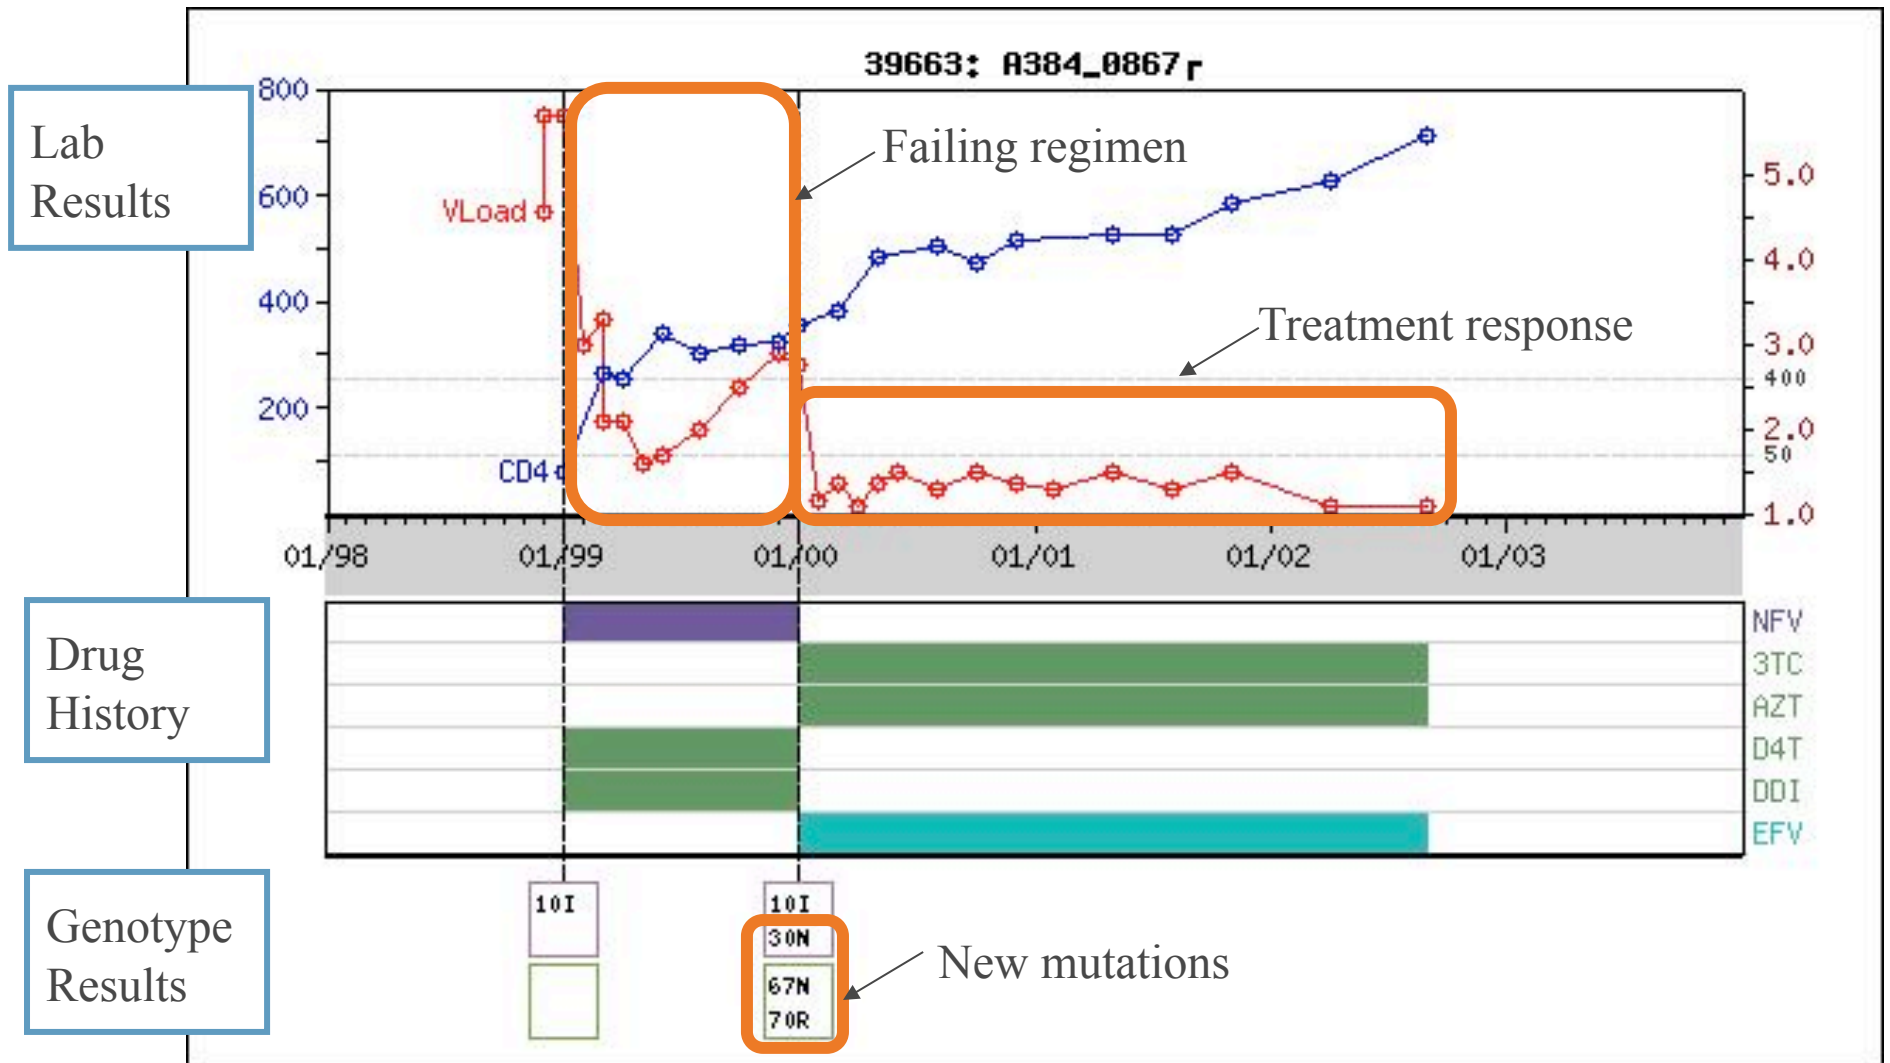 39663: A384_0867r
Lab
Results
800
600
400
200
VLoad
CD4
Failing regimen
Treatment response
5.0
4.0
3.0
400
2.0
50
1.0
01/98 01/99 01/00 01/01 01/02 01/03
Drug
History
NFV
3TC
AZT
D4T
DDI
EFV
Genotype
Results
10I
10I
30N
67N
70R
New mutations